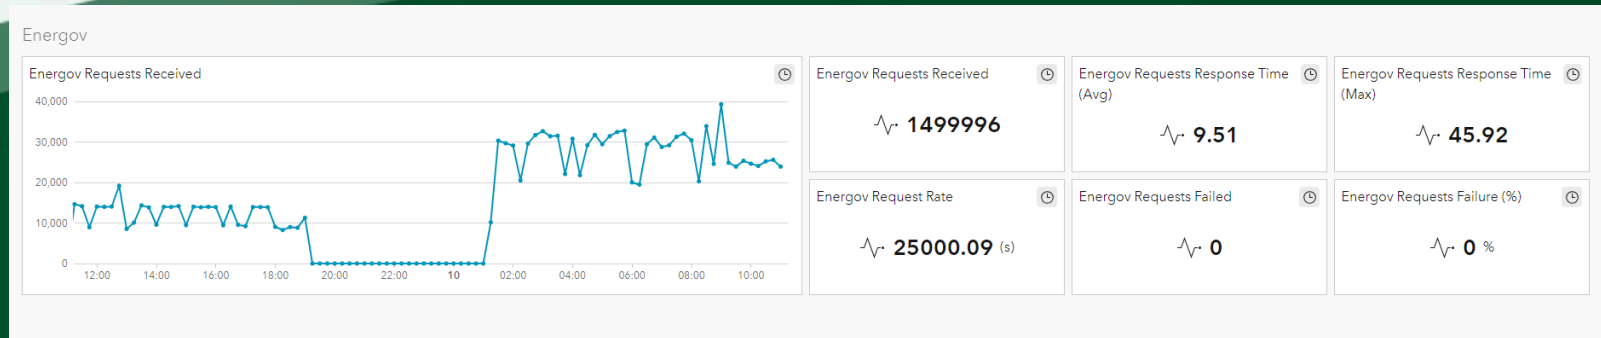 Energov
Energov Requests Received
40,000
30,000
20,000
10,000
0
12:00 14:00 16:00 18:00 20:00 22:00 10 02:00 04:00 06:00 08:00 10:00
Energov Requests Received
1499996
Energov Requests Response Time
(Avg)
9.51
Energov Requests Response Time
(Max)
45.92
Energov Request Rate
25000.09 (s)
Energov Requests Failed
0
Energov Requests Failure (%)
0 %